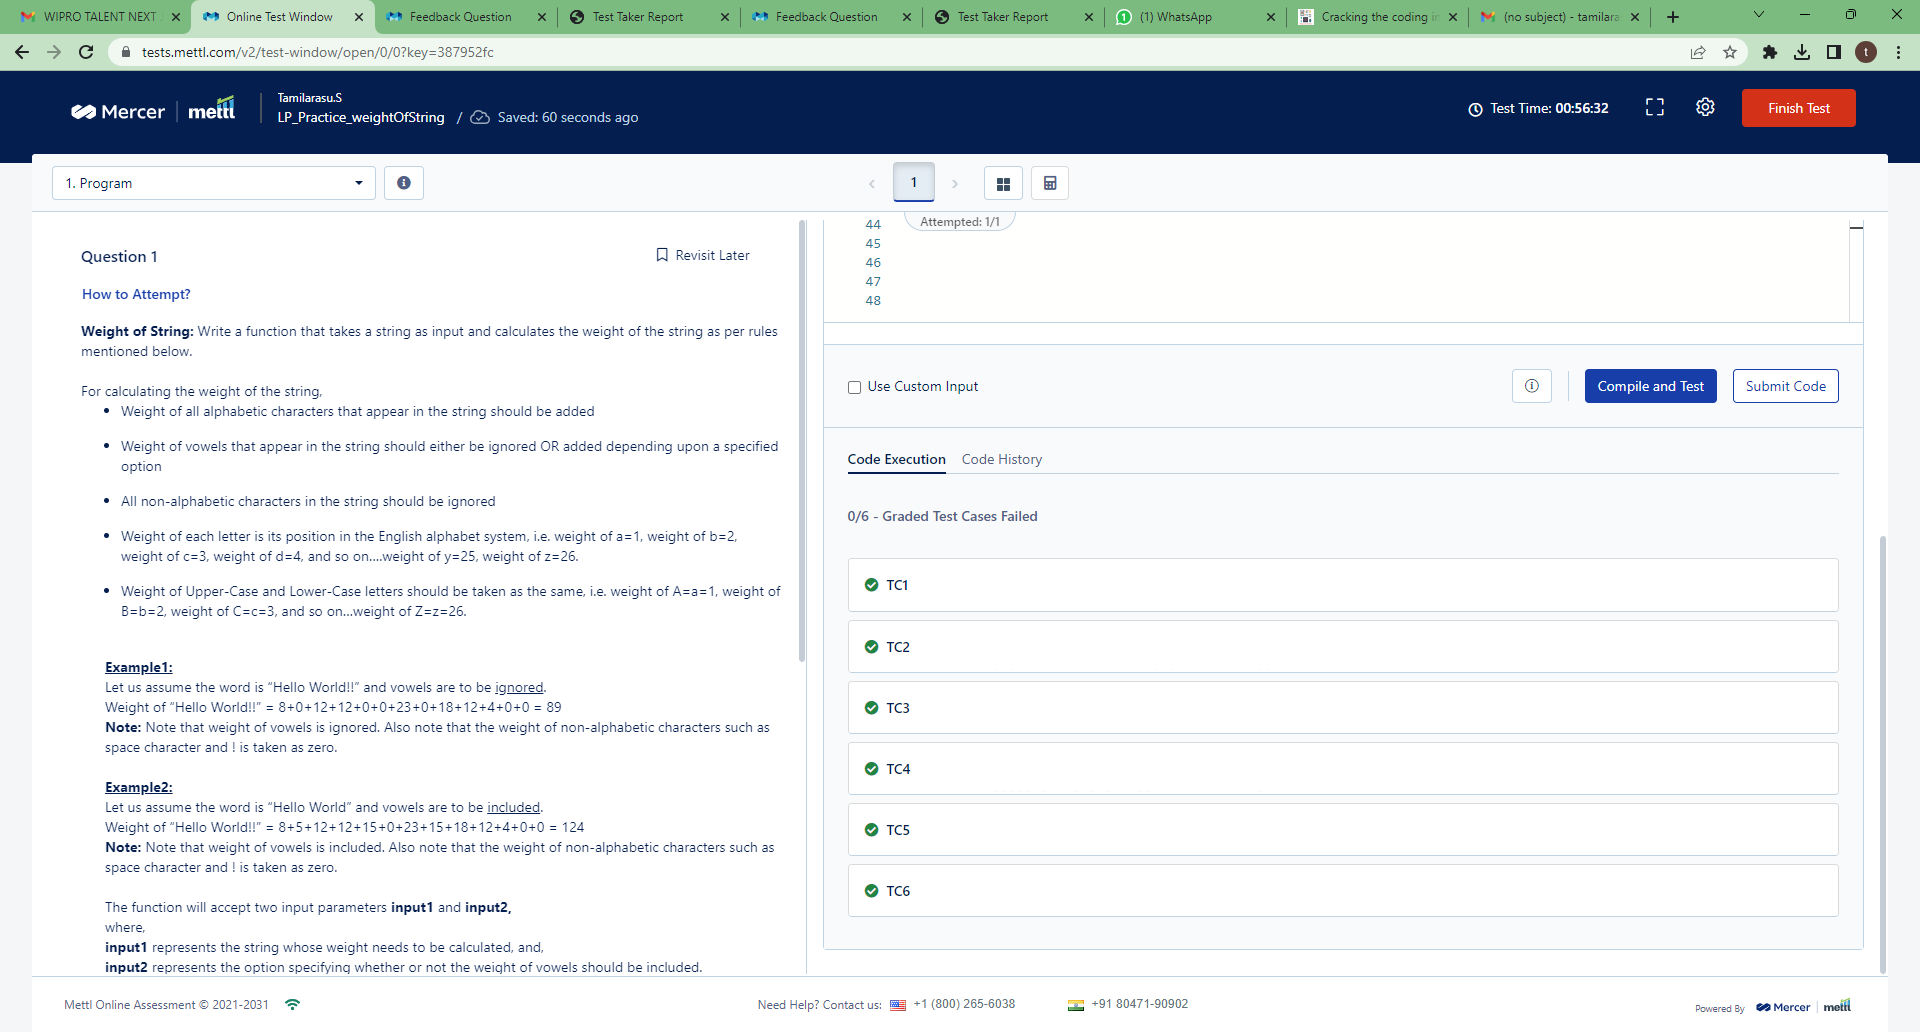 WIPRO TALENT NEXT
Online Test Window
Feedback Question
Test Taker Report
Feedback Question
Test Taker Report
(1) WhatsApp
Cracking the coding in
(no subject) - tamilara
tests.mettl.com/v2/test-window/open/0/0?key=387952fc
t
Mercer
mettl
Tamilarasu.S
LP_Practice_weightOfString / Saved: 60 seconds ago
Test Time: 00:56:32
Finish Test
1. Program
1
Question 1
Revisit Later
How to Attempt?
Weight of String: Write a function that takes a string as input and calculates the weight of the string as per rules
mentioned below.
For calculating the weight of the string,
• Weight of all alphabetic characters that appear in the string should be added
• Weight of vowels that appear in the string should either be ignored OR added depending upon a specified
option
• All non-alphabetic characters in the string should be ignored
• Weight of each letter is its position in the English alphabet system, i.e. weight of a=1, weight of b=2,
weight of c=3, weight of d=4, and so on....weight of y=25, weight of z=26.
• Weight of Upper-Case and Lower-Case letters should be taken as the same, i.e. weight of A=a=1, weight of
B=b=2, weight of C=c=3, and so on...weight of Z=z=26.
Example1:
Let us assume the word is “Hello World!!” and vowels are to be ignored.
Weight of “Hello World!!” = 8+0+12+12+0+0+23+0+18+12+4+0+0 = 89
Note: Note that weight of vowels is ignored. Also note that the weight of non-alphabetic characters such as
space character and ! is taken as zero.
Example2:
Let us assume the word is “Hello World” and vowels are to be included.
Weight of “Hello World!!” = 8+5+12+12+15+0+23+15+18+12+4+0+0 = 124
Note: Note that weight of vowels is included. Also note that the weight of non-alphabetic characters such as
space character and ! is taken as zero.
The function will accept two input parameters input1 and input2,
where,
input1 represents the string whose weight needs to be calculated, and,
input2 represents the option specifying whether or not the weight of vowels should be included.
44
Attempted: 1/1
45
46
47
48
Use Custom Input
Compile and Test
Submit Code
Code Execution
Code History
0/6 - Graded Test Cases Failed
TC1
TC2
TC3
TC4
TC5
TC6
Mettl Online Assessment © 2021-2031
Need Help? Contact us: +1 (800) 265-6038
+91 80471-90902
Powered By Mercer mettl